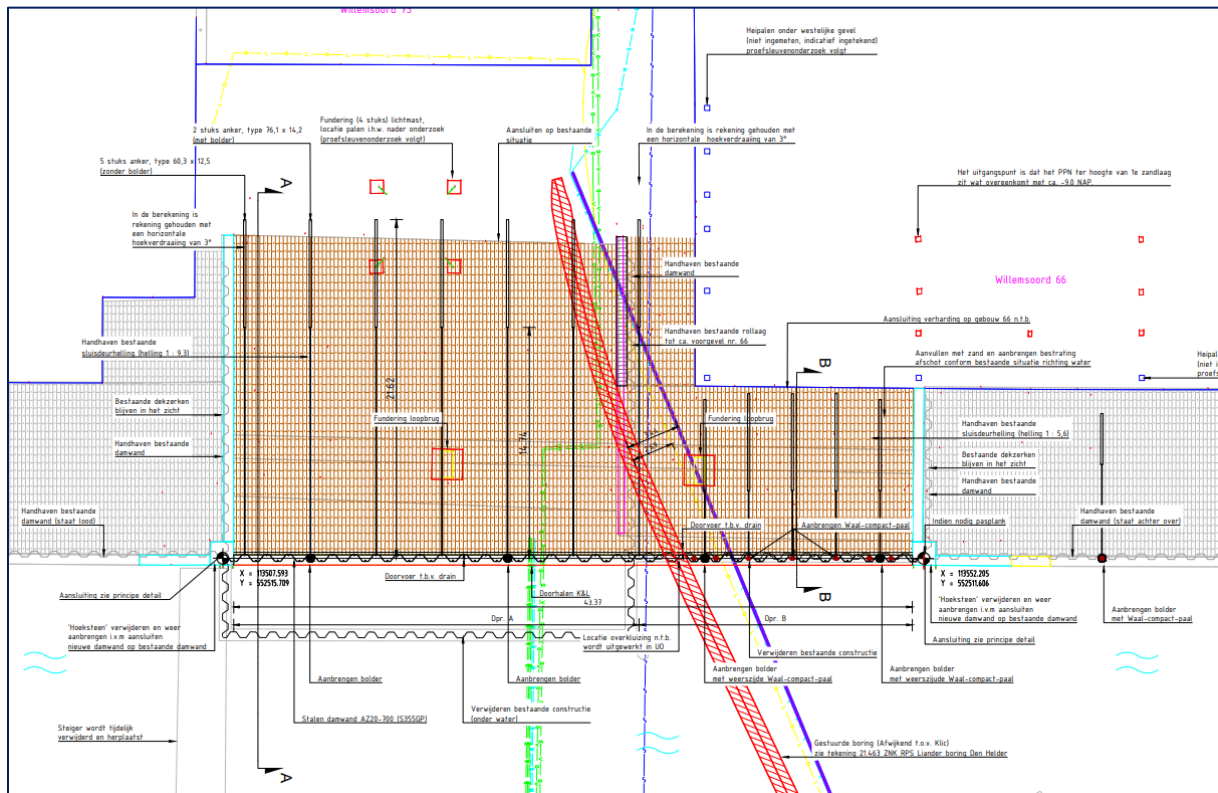 Willemsoord 73
Heipalen onder westelijke gevel
(niet ingemeten, indicatief ingetekend)
proefsleuvenonderzoek volgt
Fundering (4 stuks) lichtmast,
locatie palen i.h.w. nader onderzoek
(proefsleuvenonderzoek volgt)
2 stuks anker, type 76,1 x 14,2
(met bolder)
Aansluiten op bestaande
situatie
In de berekening is rekening gehouden met
een horizontale hoekverdraaiing van 3°
5 stuks anker, type 60,3 x 12,5
(zonder bolder)
A
Het uitgangspunt is dat het PPN ter hoogte van 1e zandlaag
zit wat overeenkomt met ca. -9.0 NAP.
In de berekening is
rekening gehouden met
een horizontale
hoekverdraaiing van 3°
Handhaven bestaande
damwand
Willemsoord 66
Handhaven bestaande rollaag
tot ca. voorgevel nr. 66
Aansluiting verharding op gebouw 66 n.t.b.
Handhaven bestaande
sluisdeurhelling (helling 1 : 9,3)
Aanvullen met zand en aanbrengen bestrating
afschot conform bestaande situatie richting water
B
21.62
14.74
Bestaande dekzerken
blijven in het zicht
Fundering loopbrug
Fundering loopbrug
Handhaven bestaande
sluisdeurhelling (helling 1 : 5,6)
Handhaven bestaande
damwand
Bestaande dekzerken
blijven in het zicht
Handhaven bestaande
damwand
Handhaven bestaande
damwand (staat lood)
Doorvoer t.b.v. drain
Aanbrengen Waal-compact-paal
Indien nodig pasplank
Handhaven bestaande
damwand (staat achter over)
X = 113507.593
Y = 552515.709
Doorvoer t.b.v. drain
Doorhalen K&L
43.37
X = 113552.205
Y = 552511.606
Aansluiting zie principe detail
B
'Hoeksteen' verwijderen en weer
aanbrengen i.v.m aansluiten
nieuwe damwand op bestaande damwand
Dpr. A
Dpr. B
'Hoeksteen' verwijderen en weer
aanbrengen i.v.m aansluiten
nieuwe damwand op bestaande damwand
Aanbrengen bolder
met Waal-compact-paal
Locatie overkluizing n.t.b.
wordt uitgewerkt in UO
Verwijderen bestaande constructie
Aansluiting zie principe detail
Aanbrengen bolder
Aanbrengen bolder
Aanbrengen bolder
met weerszijde Waal-compact-paal
Aanbrengen bolder
met weerszijude Waal-compact-paal
Verwijderen bestaande constructie
(onder water)
Stalen damwand AZ20-700 (S355GP)
Steiger wordt tijdelijk
verwijderd en herplaatst
Gestuurde boring (Afwijkend t.o.v. Klic)
zie tekening 21.463 ZNK RPS Liander boring Den Helder
A